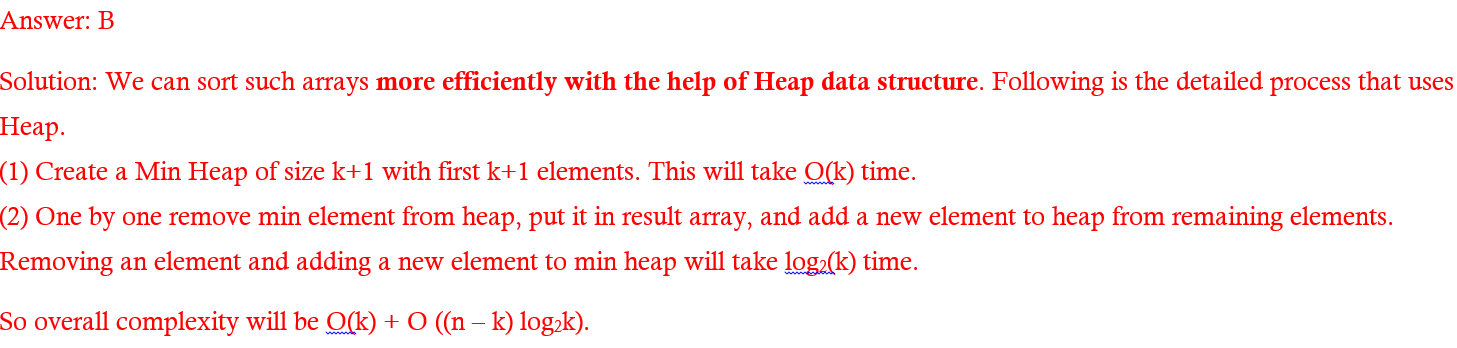 Answer: B
Solution: We can sort such arrays more efficiently with the help of Heap data structure. Following is the detailed process that uses
Heap.
(1) Create a Min Heap of size k+1 with first k+1 elements. This will take O(k) time.
(2) One by one remove min element from heap, put it in result array, and add a new element to heap from remaining elements.
Removing an element and adding a new element to min heap will take log₂(k) time.
So overall complexity will be O(k) + O ((n – k) log₂k).